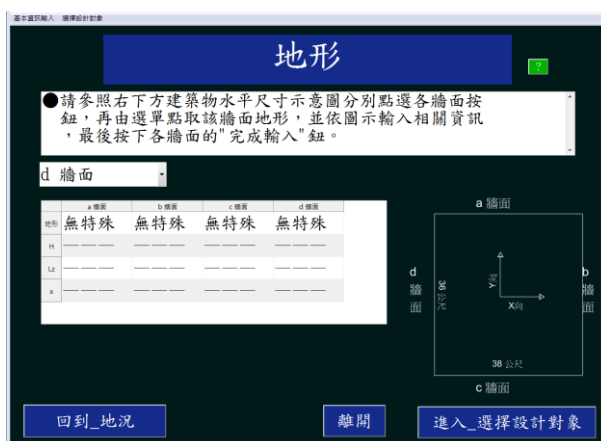 基本資訊輸入 選擇設計對象
地形
?
●請參照右下方建築物水平尺寸示意圖分別點選各牆面按
鈕，再由選單點取該牆面地形，並依圖示輸入相關資訊
，最後按下各牆面的"完成輸入"鈕。
d 牆面
a 牆面 b 牆面 c 牆面 d 牆面
地形 無特殊 無特殊 無特殊 無特殊
H ——— ——— ——— ———
Lz ——— ——— ——— ———
x ——— ——— ——— ———
a 牆面
d 牆面
36 公尺
Y向
X向
b 牆面
38 公尺
c 牆面
回到_地況
離開
進入_選擇設計對象